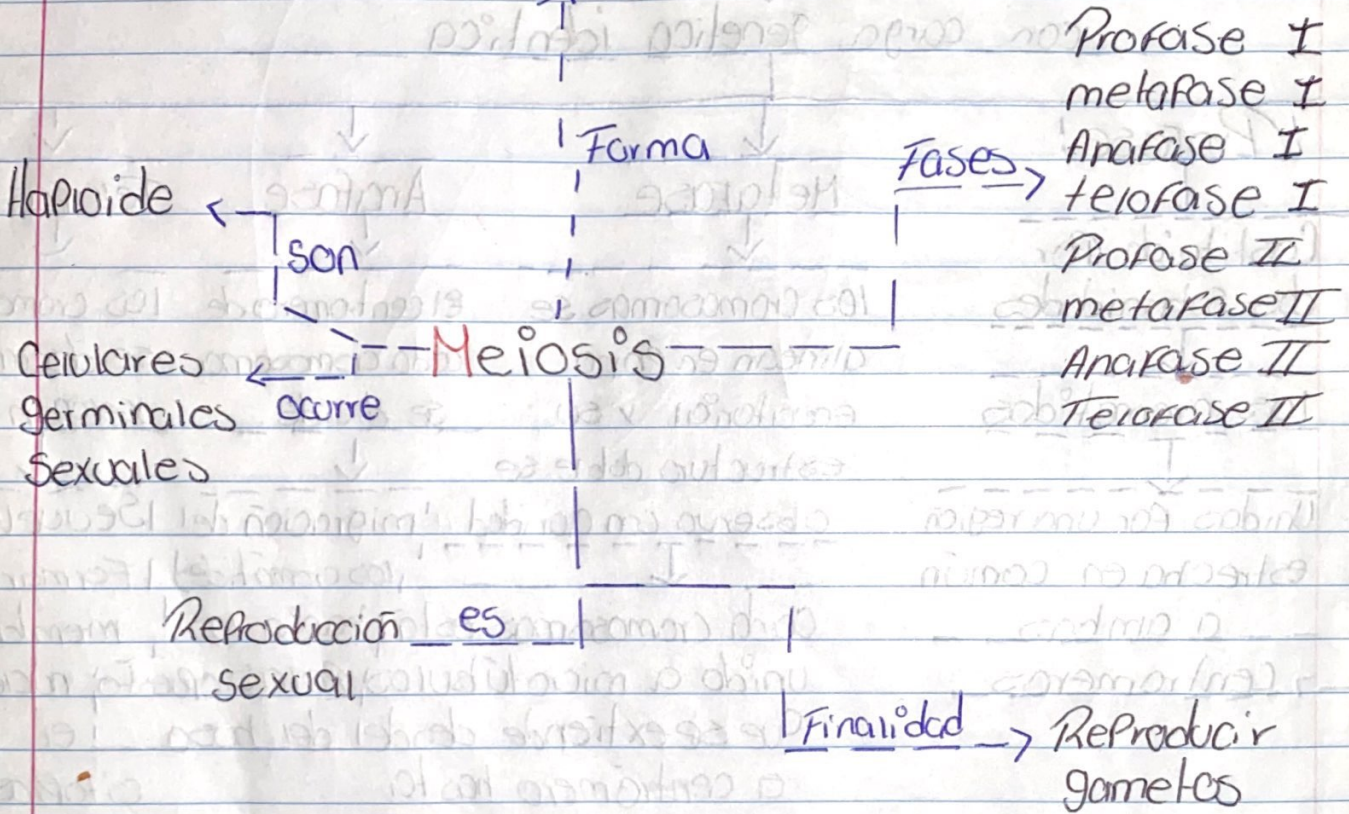 Profase I
metafase I
Anafase I
telofase I
Profase II
metafase II
Anafase II
Telofase II
Forma
Fases
Haploide
son
Meiosis
Celulares
germinales
sexuales
ocurre
Reproducción
sexual
es
Finalidad
Reproducir
gametos